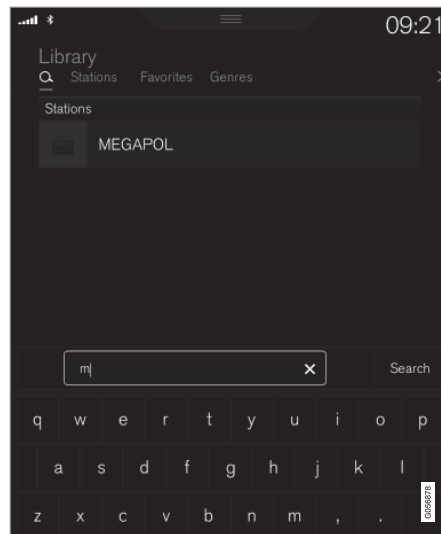 09:21
Library
Stations Favorites Genres
Stations
MEGAPOL
m
Search
q w e r t y u i o p
a s d f g h j k l
z x c v b n m , .
G056878